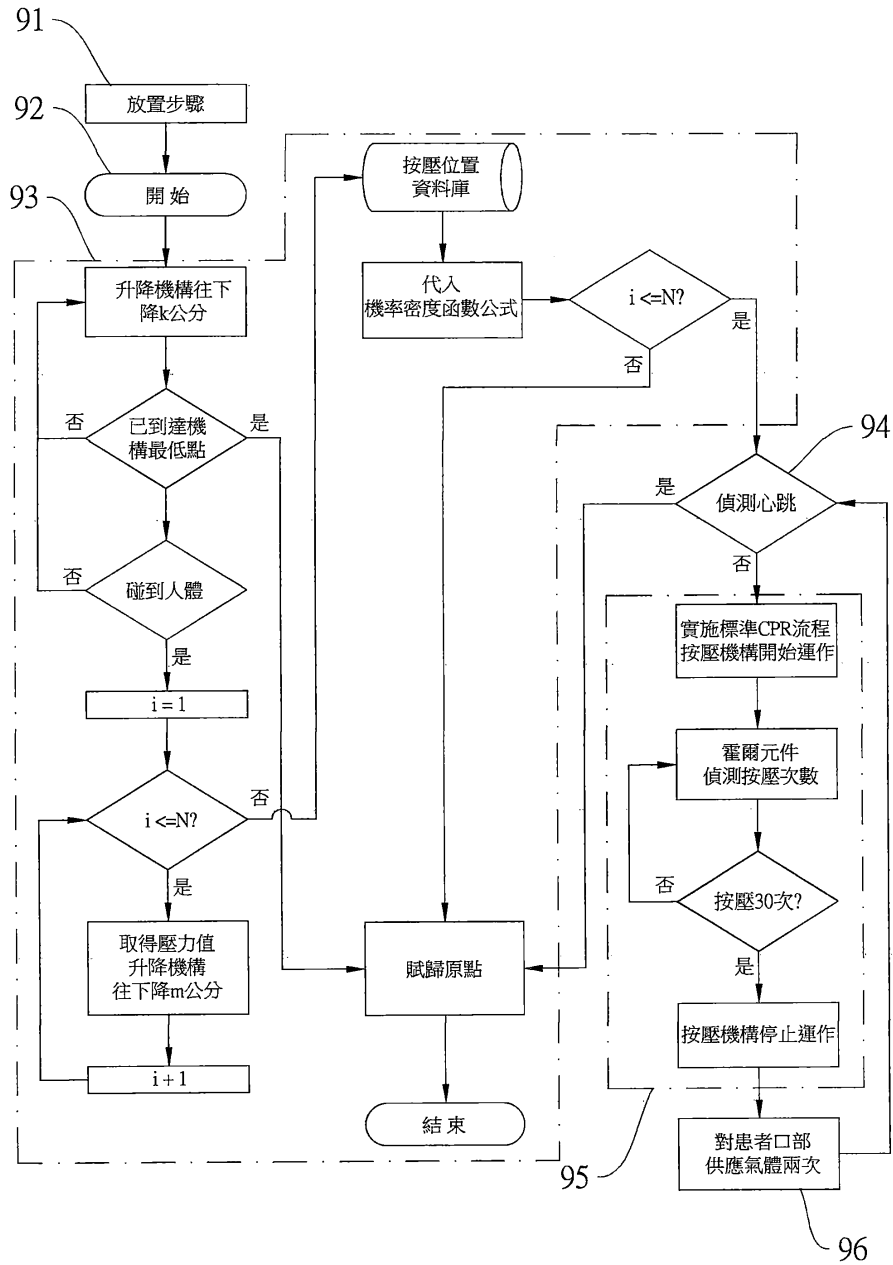 91
放置步驟
92
開始
93
升降機構往下
降k公分
否
已到達機
構最低點
是
否
碰到人體
是
i = 1
i <=N?
否
是
取得壓力值
升降機構
往下降m公分
i + 1
按壓位置
資料庫
代入
機率密度函數公式
i <=N?
是
否
94
是
偵測心跳
否
實施標準CPR流程
按壓機構開始運作
霍爾元件
偵測按壓次數
否
按壓30次?
是
按壓機構停止運作
95
對患者口部
供應氣體兩次
96
賦歸原點
結束